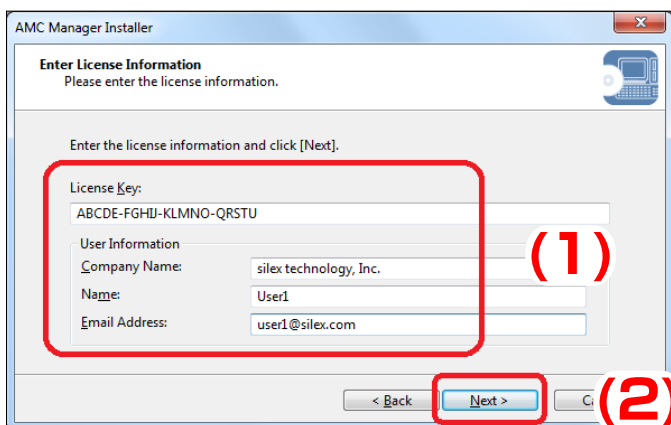 AMC Manager Installer
Enter License Information
Please enter the license information.
Enter the license information and click [Next].
License Key:
ABCDE-FGHIJ-KLMNO-QRSTU
User Information
(1)
Company Name: silex technology, Inc.
Name: User1
Email Address: user1@silex.com
< Back Next > (2)